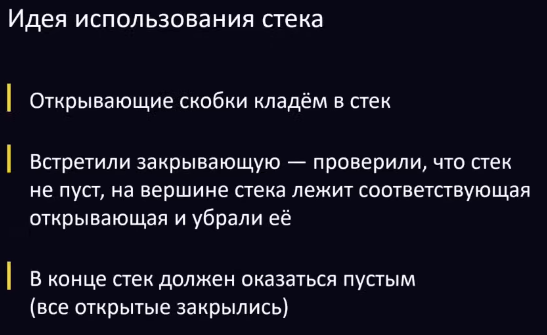 Идея использования стека
Открывающие скобки кладём в стек
Встретили закрывающую — проверили, что стек
не пуст, на вершине стека лежит соответствующая
открывающая и убрали её
В конце стек должен оказаться пустым
(все открытые закрылись)